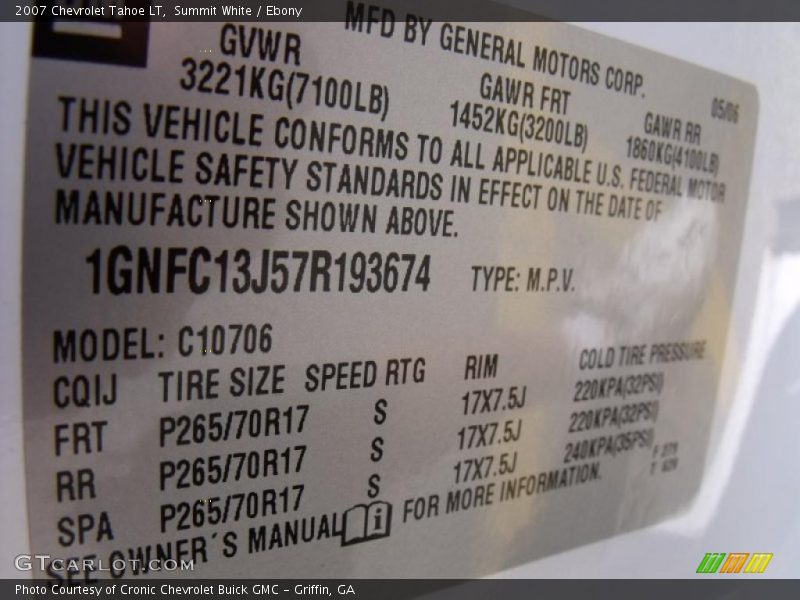 2007 Chevrolet Tahoe LT, Summit White / Ebony
MFD BY GENERAL MOTORS CORP.
05/06
GVWR
3221KG(7100LB)
GAWR FRT
1452KG(3200LB)
GAWR RR
1860KG(4100LB)
THIS VEHICLE CONFORMS TO ALL APPLICABLE U.S. FEDERAL MOTOR
VEHICLE SAFETY STANDARDS IN EFFECT ON THE DATE OF
MANUFACTURE SHOWN ABOVE.
1GNFC13J57R193674 TYPE: M.P.V.
MODEL: C10706
CQIJ TIRE SIZE SPEED RTG RIM COLD TIRE PRESSURE
FRT P265/70R17 S 17X7.5J 220KPA(32PSI)
RR P265/70R17 S 17X7.5J 220KPA(32PSI)
SPA P265/70R17 S 17X7.5J 240KPA(35PSI)
SEE OWNER´S MANUAL FOR MORE INFORMATION.
GTCARLOT.COM
Photo Courtesy of Cronic Chevrolet Buick GMC – Griffin, GA